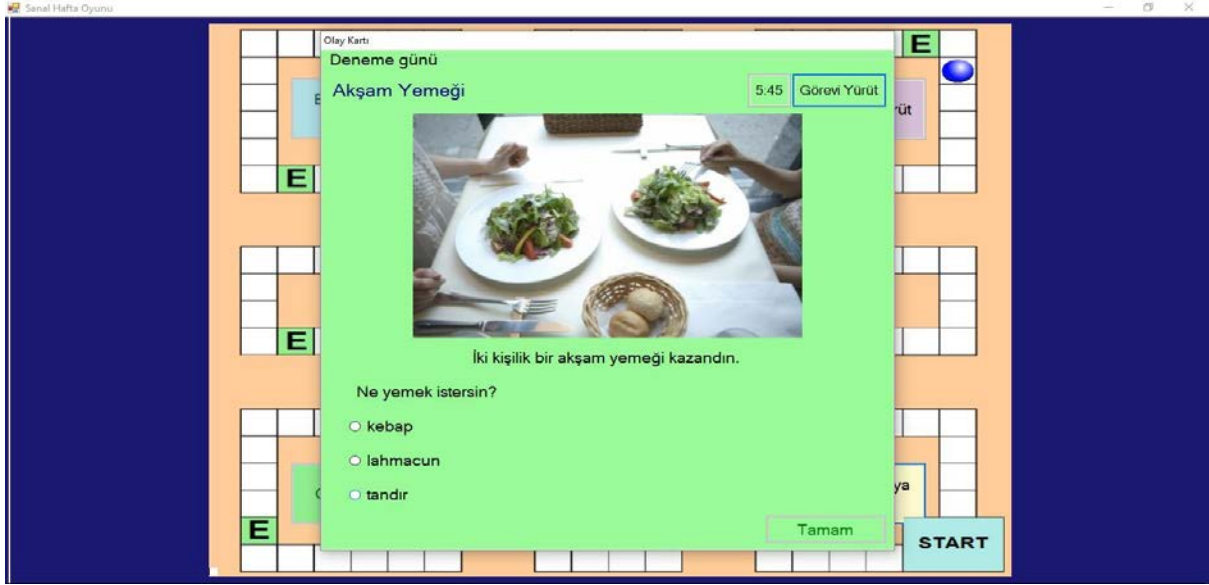 Sanal Hafta Oyunu
Olay Kartı
Deneme günü
Akşam Yemeği
5:45
Görevi Yürüt
E
E
E
E
İki kişilik bir akşam yemeği kazandın.
Ne yemek istersin?
kebap
lahmacun
tandır
Tamam
START